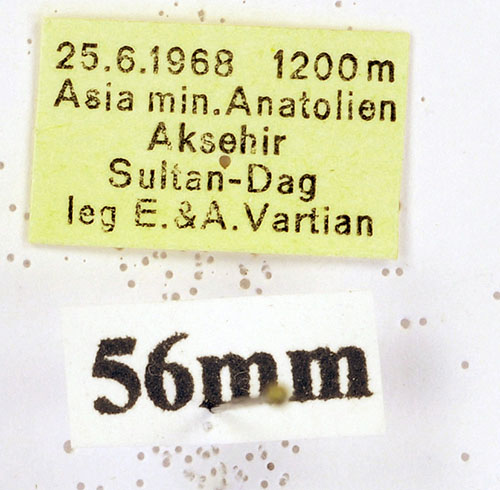 25.6.1968 1200m
Asia min.Anatolien
Aksehir
Sultan-Dag
leg E.&A.Vartian
56mm